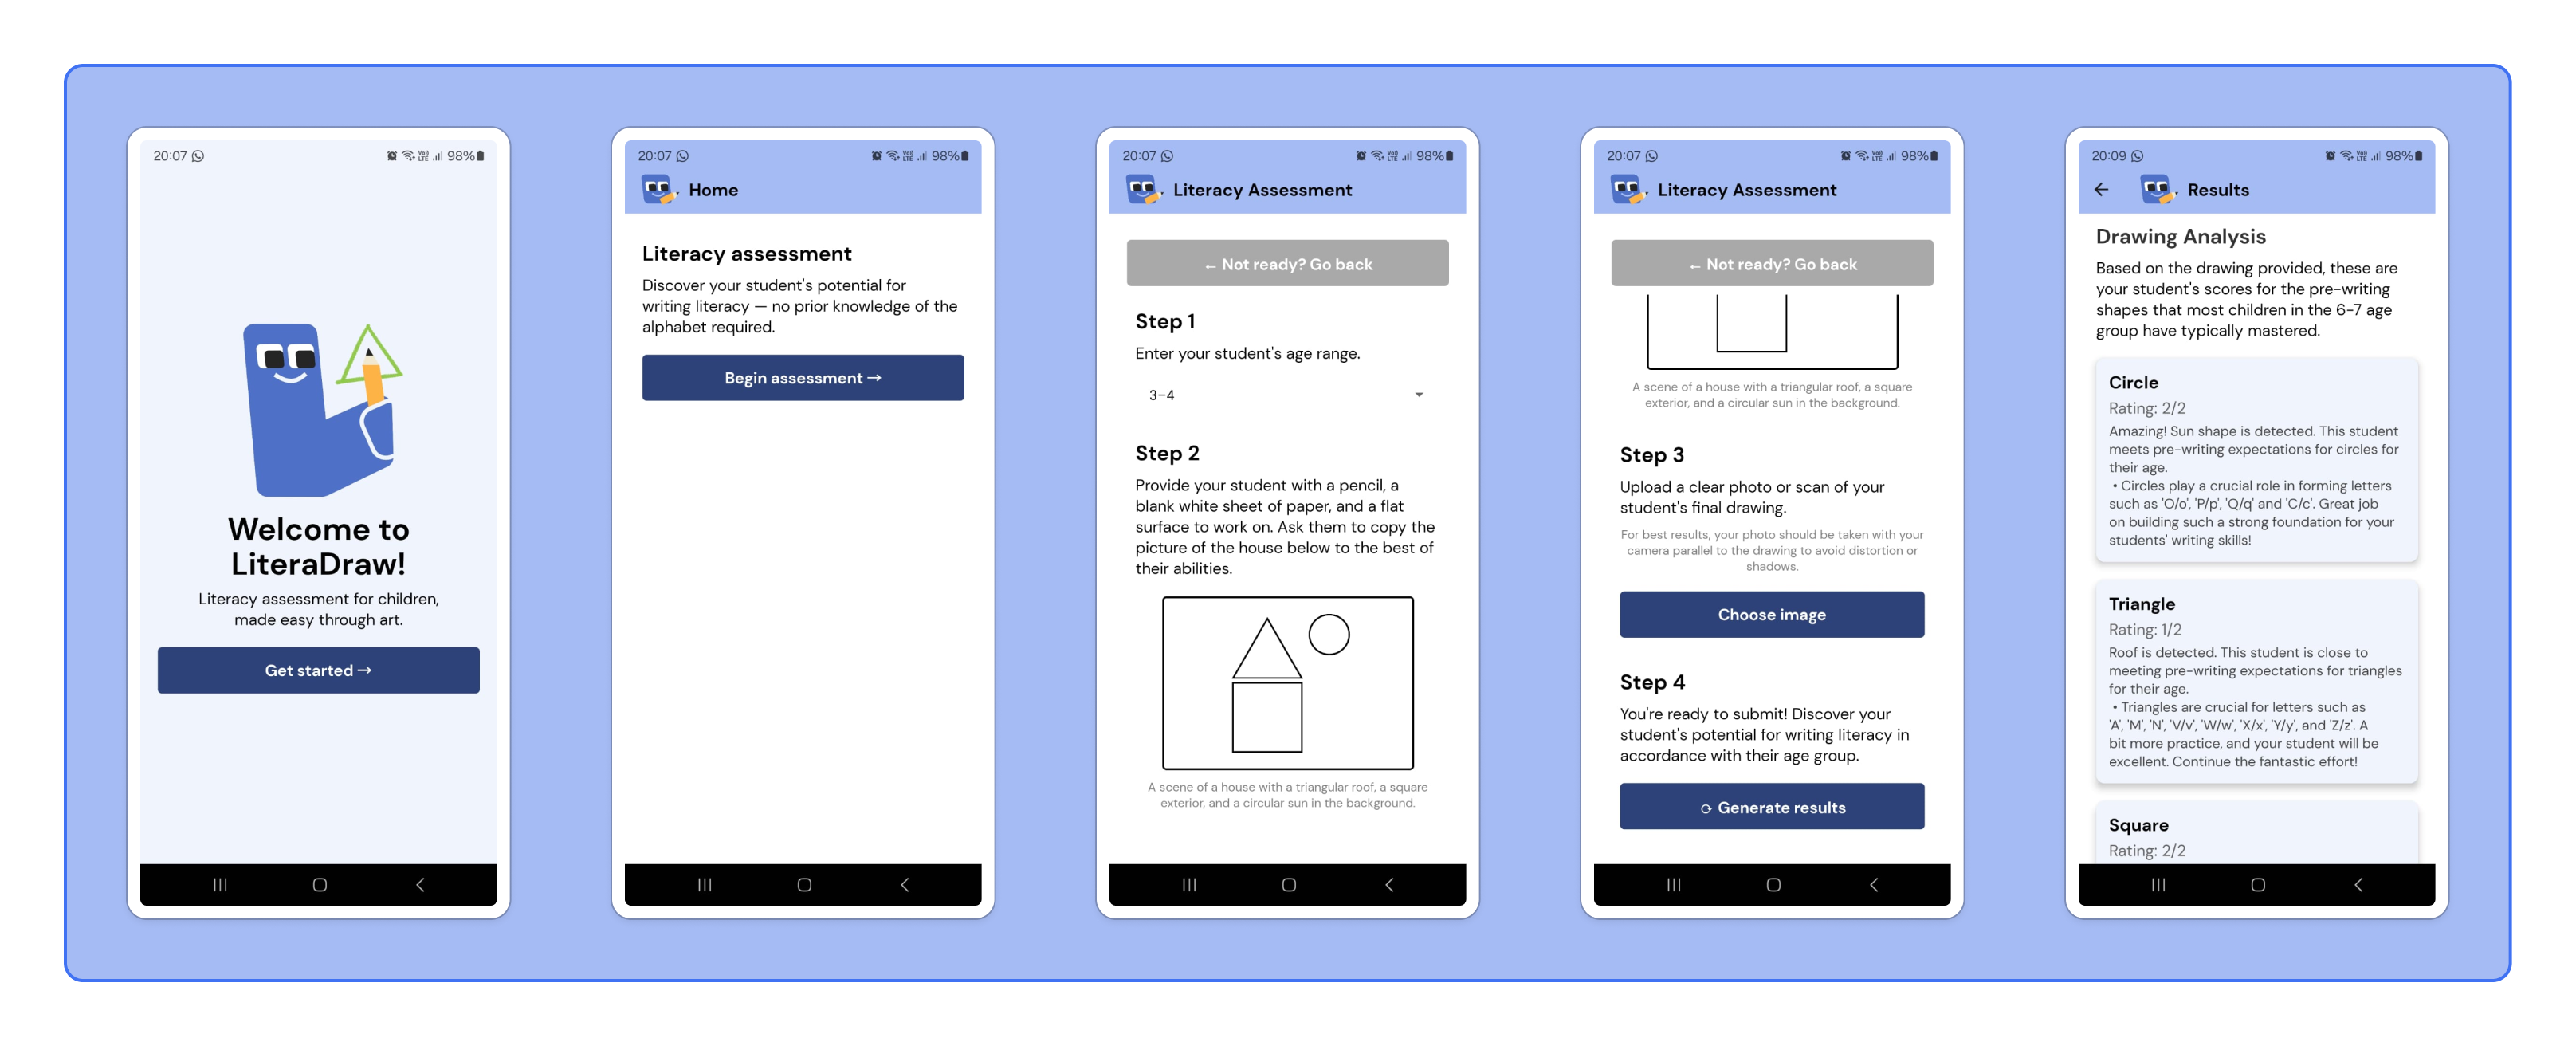 20:07 98%
Welcome to
LiteraDraw!
Literacy assessment for children,
made easy through art.
Get started →
20:07 98%
Home
Literacy assessment
Discover your student's potential for
writing literacy — no prior knowledge of the
alphabet required.
Begin assessment →
20:07 98%
Literacy Assessment
← Not ready? Go back
Step 1
Enter your student's age range.
3–4
Step 2
Provide your student with a pencil, a
blank white sheet of paper, and a flat
surface to work on. Ask them to copy the
picture of the house below to the best of
their abilities.
A scene of a house with a triangular roof, a square
exterior, and a circular sun in the background.
20:07 98%
Literacy Assessment
← Not ready? Go back
A scene of a house with a triangular roof, a square
exterior, and a circular sun in the background.
Step 3
Upload a clear photo or scan of your
student's final drawing.
For best results, your photo should be taken with your
camera parallel to the drawing to avoid distortion or
shadows.
Choose image
Step 4
You're ready to submit! Discover your
student's potential for writing literacy in
accordance with their age group.
⟳ Generate results
20:09 98%
← Results
Drawing Analysis
Based on the drawing provided, these are
your student's scores for the pre-writing
shapes that most children in the 6-7 age
group have typically mastered.
Circle
Rating: 2/2
Amazing! Sun shape is detected. This student
meets pre-writing expectations for circles for
their age.
• Circles play a crucial role in forming letters
such as 'O/o', 'P/p', 'Q/q' and 'C/c'. Great job
on building such a strong foundation for your
students' writing skills!
Triangle
Rating: 1/2
Roof is detected. This student is close to
meeting pre-writing expectations for triangles
for their age.
• Triangles are crucial for letters such as
'A', 'M', 'N', 'V/v', 'W/w', 'X/x', 'Y/y', and 'Z/z'. A
bit more practice, and your student will be
excellent. Continue the fantastic effort!
Square
Rating: 2/2